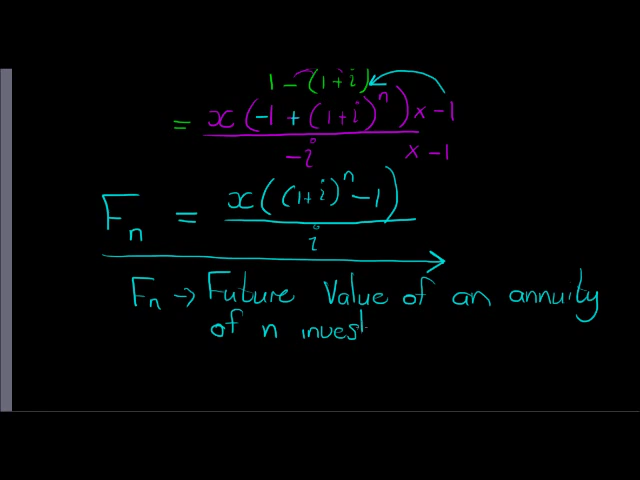 1 - (1+i)
= x(-1 + (1+i)^n) x -1
-i x -1
F_n = x((1+i)^n - 1)
i
F_n → Future Value of an annuity
of n invest